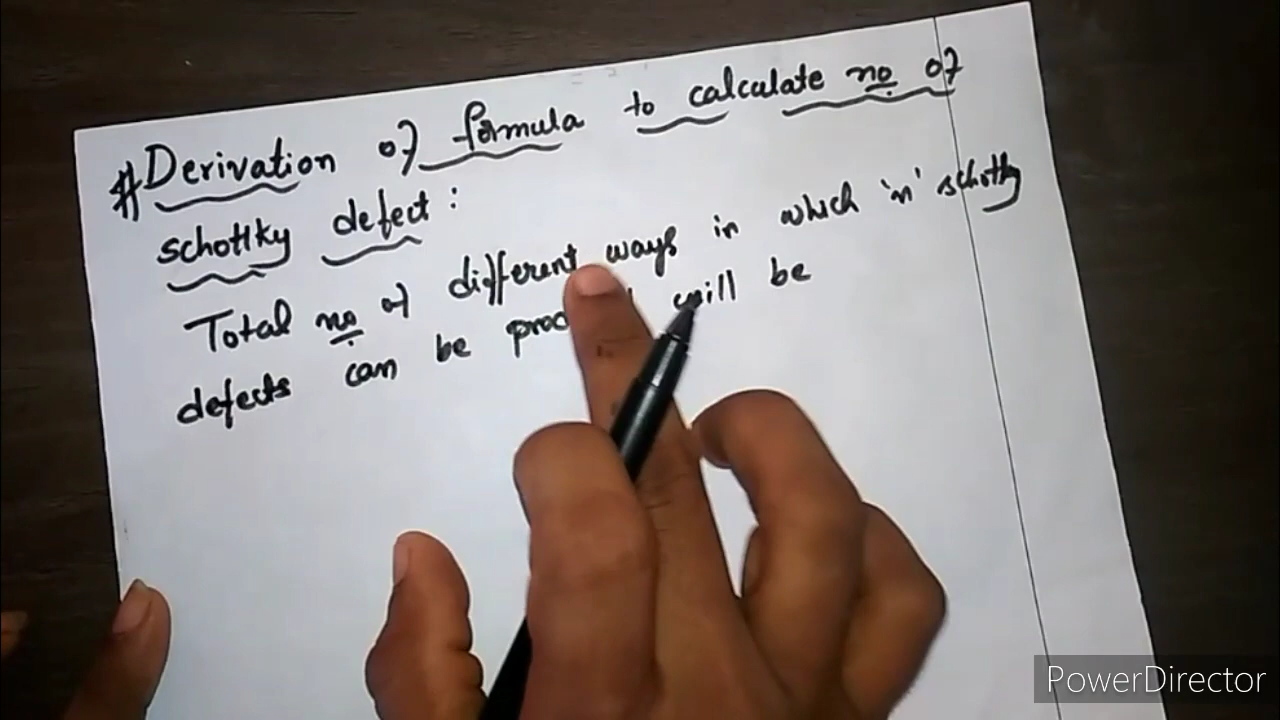 #Derivation of formula to calculate no of
schottky defect:
Total no of different ways in which 'n' schottky
defects can be will be
PowerDirector